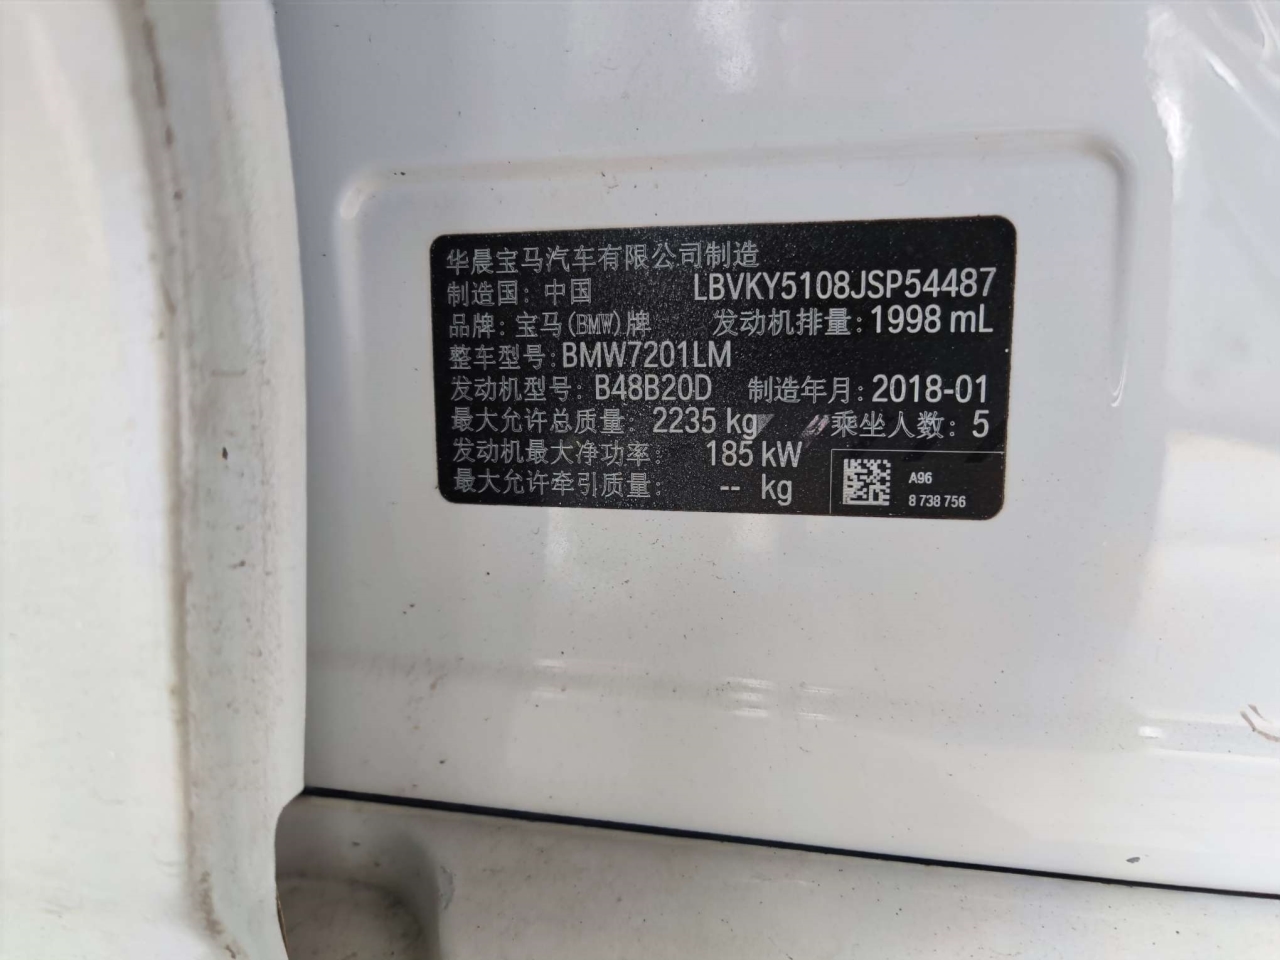 华晨宝马汽车有限公司制造
制造国：中国 LBVKY5108JSP54487
品牌：宝马(BMW)牌 发动机排量：1998 mL
整车型号：BMW7201LM
发动机型号：B48B20D 制造年月：2018-01
最大允许总质量：2235 kg 乘坐人数：5
发动机最大净功率：185 kW
最大允许牵引质量：-- kg
A96
8 738 756